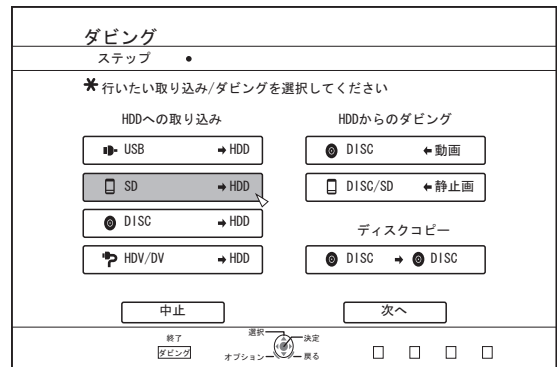 ダビング
ステップ
行いたい取り込み/ダビングを選択してください
HDDへの取り込み
USB → HDD
SD → HDD
DISC → HDD
HDV/DV → HDD
HDDからのダビング
DISC ← 動画
DISC/SD ← 静止画
ディスクコピー
DISC → DISC
中止
次へ
終了
ダビング
選択
決定
オプション
戻る